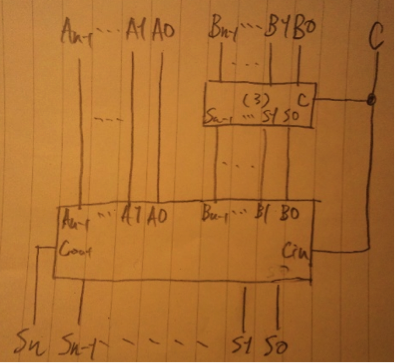 An-1 ... A1 A0 Bn-1 ... B1 B0 C
(3) C
Sn-1 ... S1 S0
An-1 ... A1 A0 Bn-1 ... B1 B0
Cout Cin
Sn Sn-1 - - - - - - S1 S0